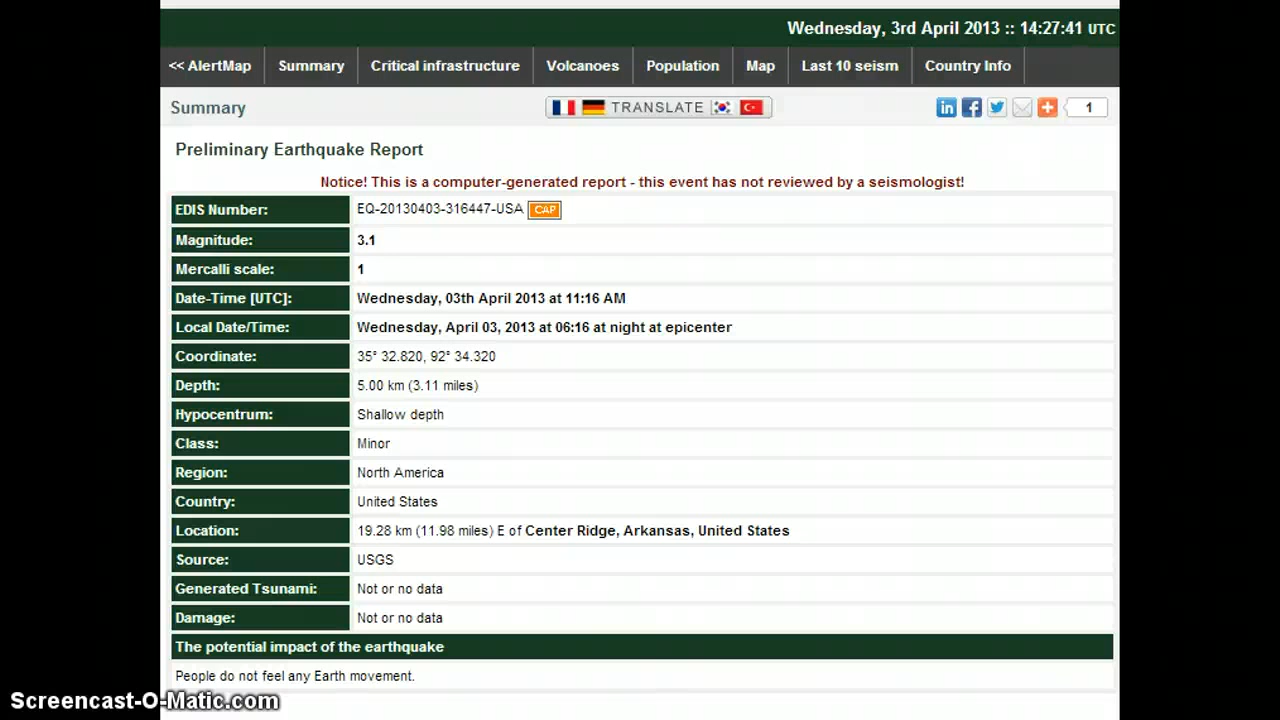 Wednesday, 3rd April 2013 :: 14:27:41 UTC
<< AlertMap Summary Critical infrastructure Volcanoes Population Map Last 10 seism Country Info
Summary TRANSLATE 1
Preliminary Earthquake Report
Notice! This is a computer-generated report - this event has not reviewed by a seismologist!
EDIS Number: EQ-20130403-316447-USA CAP
Magnitude: 3.1
Mercalli scale: 1
Date-Time [UTC]: Wednesday, 03th April 2013 at 11:16 AM
Local Date/Time: Wednesday, April 03, 2013 at 06:16 at night at epicenter
Coordinate: 35° 32.820, 92° 34.320
Depth: 5.00 km (3.11 miles)
Hypocentrum: Shallow depth
Class: Minor
Region: North America
Country: United States
Location: 19.28 km (11.98 miles) E of Center Ridge, Arkansas, United States
Source: USGS
Generated Tsunami: Not or no data
Damage: Not or no data
The potential impact of the earthquake
People do not feel any Earth movement.
Screencast-O-Matic.com